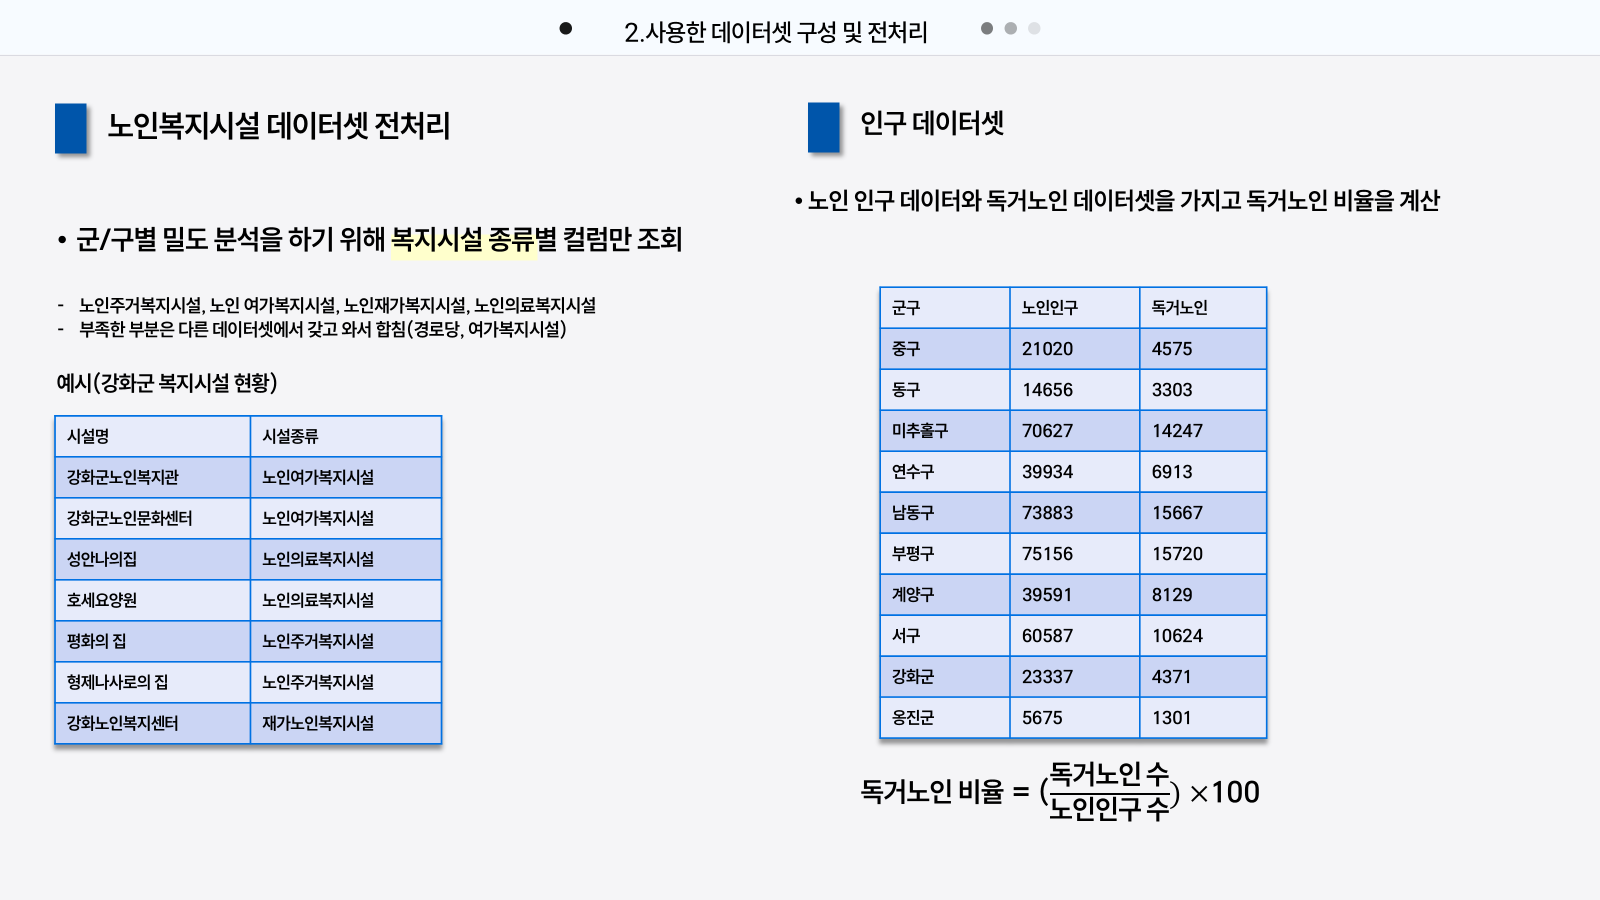 2.사용한 데이터셋 구성 및 전처리
노인복지시설 데이터셋 전처리
• 군/구별 밀도 분석을 하기 위해 복지시설 종류별 컬럼만 조회
- 노인주거복지시설, 노인 여가복지시설, 노인재가복지시설, 노인의료복지시설
- 부족한 부분은 다른 데이터셋에서 갖고 와서 합침(경로당, 여가복지시설)
예시(강화군 복지시설 현황)
시설명 시설종류
강화군노인복지관 노인여가복지시설
강화군노인문화센터 노인여가복지시설
성안나의집 노인의료복지시설
호세요양원 노인의료복지시설
평화의 집 노인주거복지시설
형제나사로의 집 노인주거복지시설
강화노인복지센터 재가노인복지시설
인구 데이터셋
• 노인 인구 데이터와 독거노인 데이터셋을 가지고 독거노인 비율을 계산
군구 노인인구 독거노인
중구 21020 4575
동구 14656 3303
미추홀구 70627 14247
연수구 39934 6913
남동구 73883 15667
부평구 75156 15720
계양구 39591 8129
서구 60587 10624
강화군 23337 4371
옹진군 5675 1301
독거노인 비율 = (독거노인 수/노인인구 수) ×100